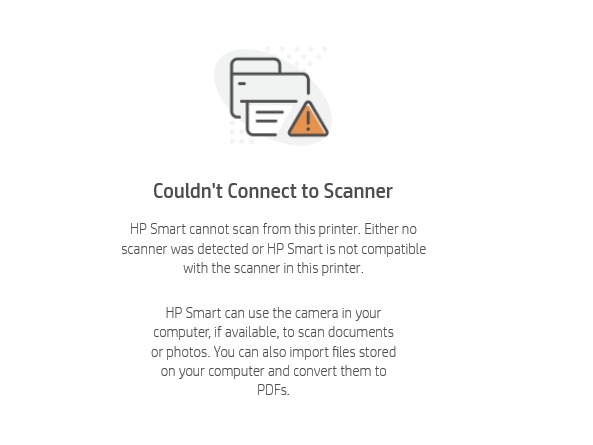 Couldn't Connect to Scanner
HP Smart cannot scan from this printer. Either no
scanner was detected or HP Smart is not compatible
with the scanner in this printer.
HP Smart can use the camera in your
computer, if available, to scan documents
or photos. You can also import files stored
on your computer and convert them to
PDFs.